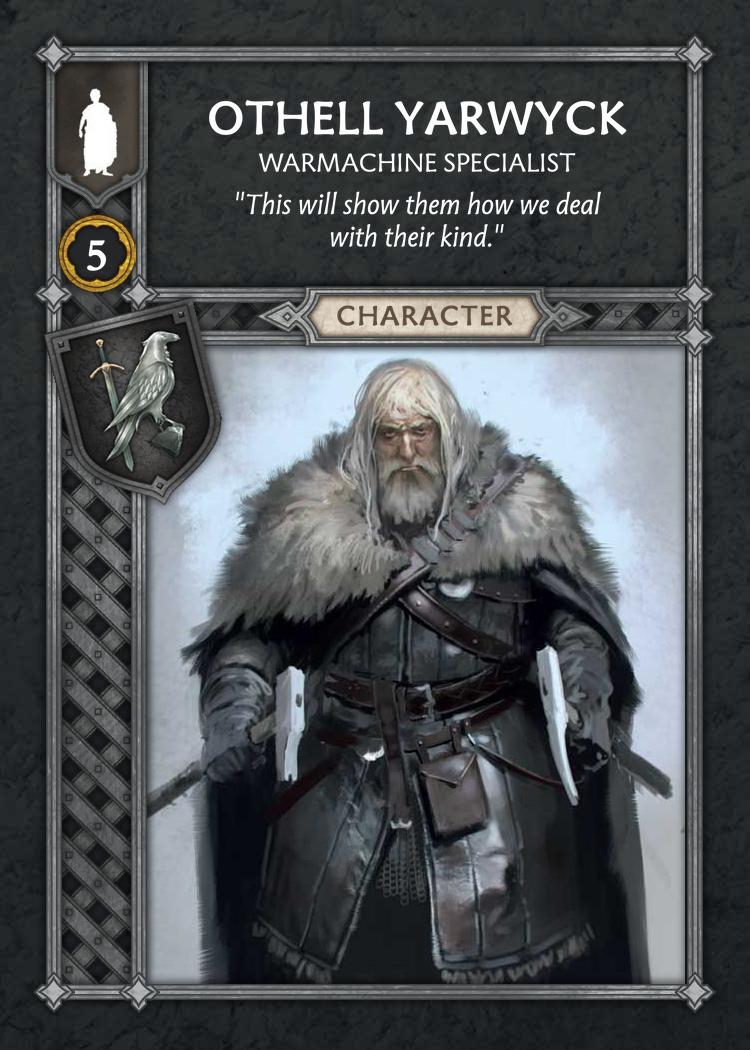 OTHELL YARWYCK
WARMACHINE SPECIALIST
"This will show them how we deal
with their kind."
5
CHARACTER